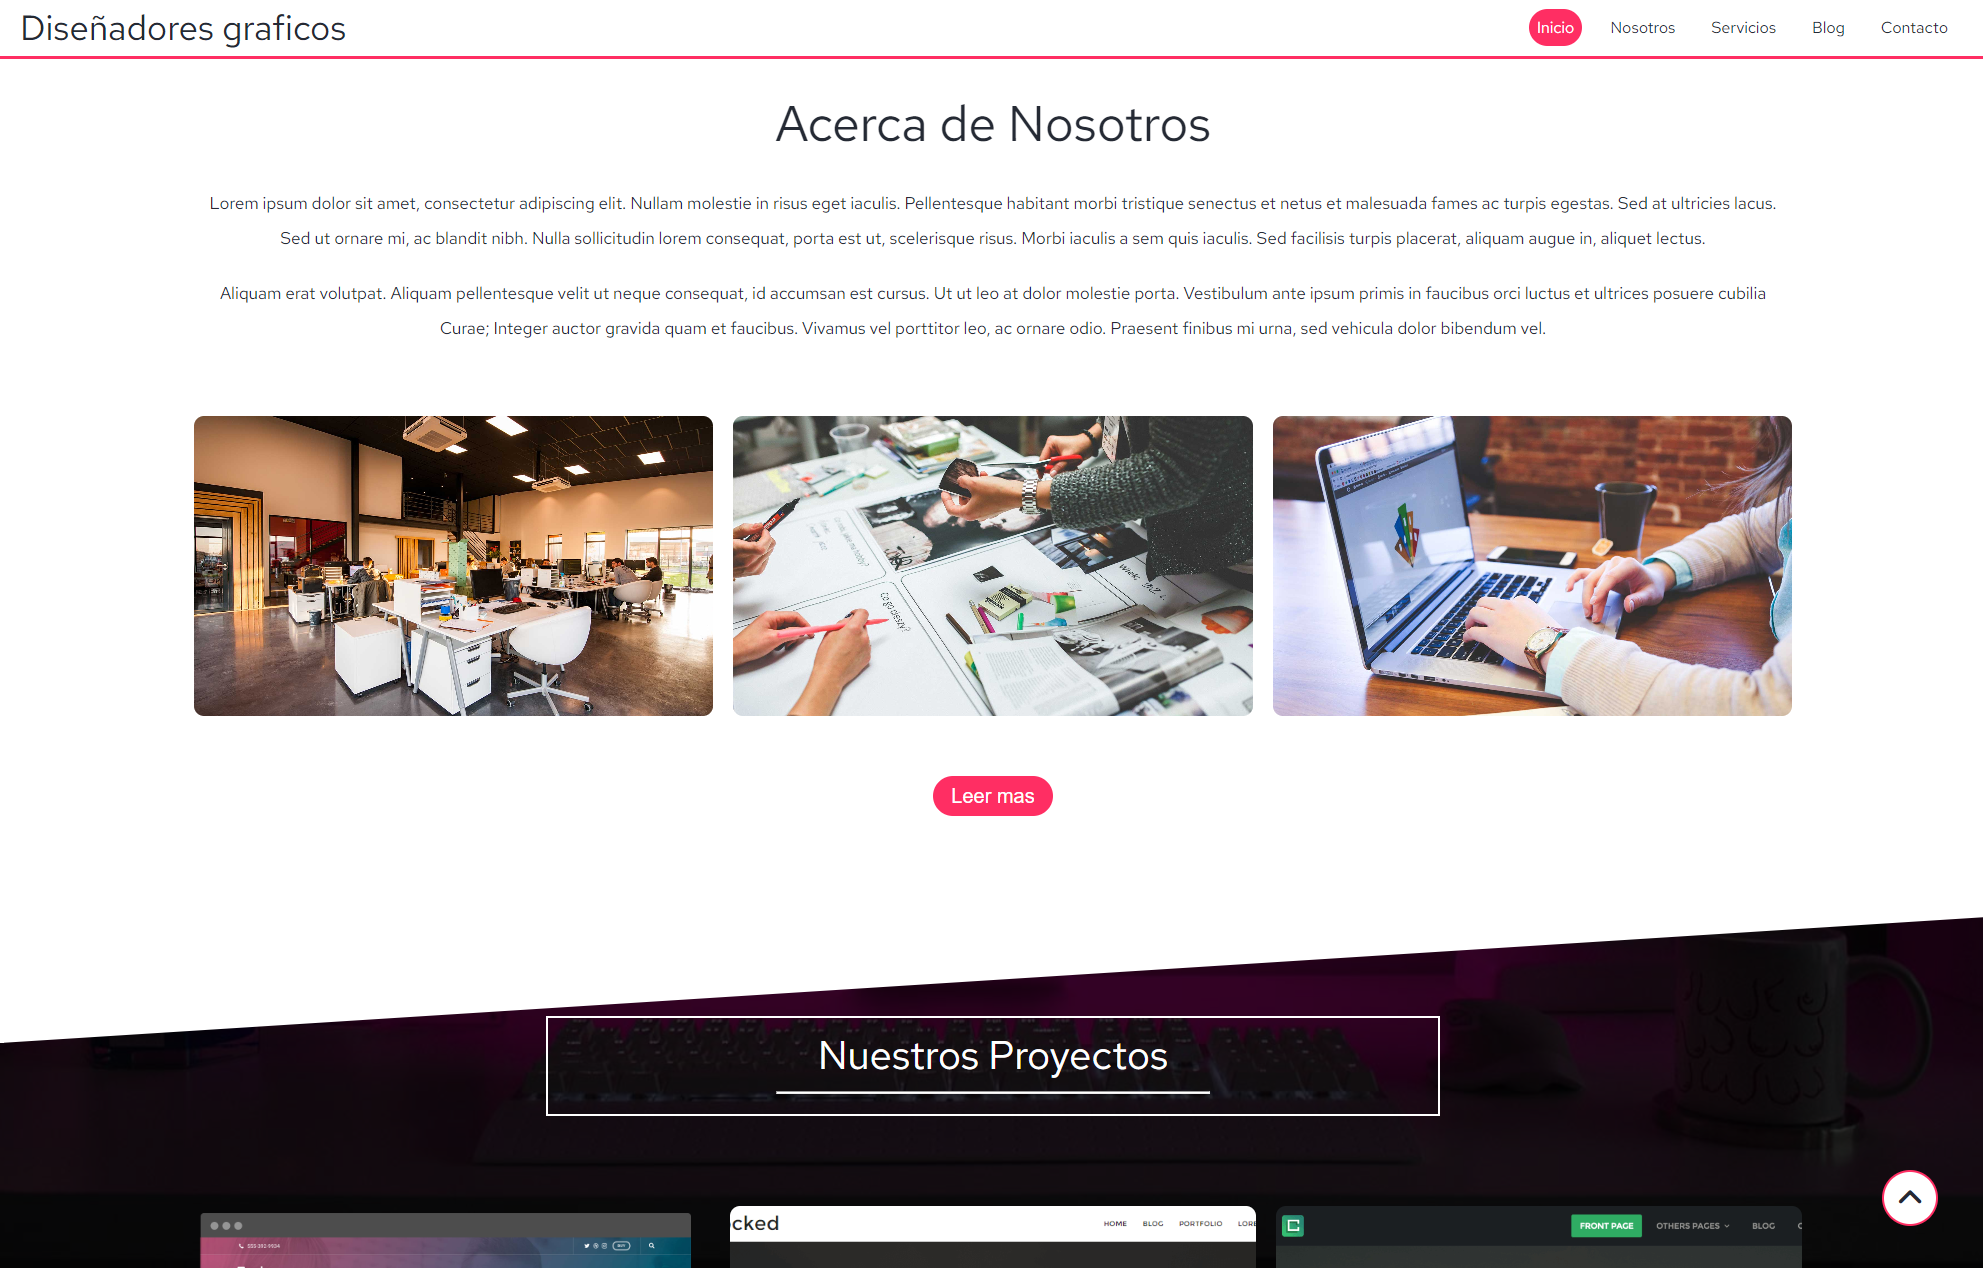 Diseñadores graficos
Inicio Nosotros Servicios Blog Contacto
Acerca de Nosotros
Lorem ipsum dolor sit amet, consectetur adipiscing elit. Nullam molestie in risus eget iaculis. Pellentesque habitant morbi tristique senectus et netus et malesuada fames ac turpis egestas. Sed at ultricies lacus.
Sed ut ornare mi, ac blandit nibh. Nulla sollicitudin lorem consequat, porta est ut, scelerisque risus. Morbi iaculis a sem quis iaculis. Sed facilisis turpis placerat, aliquam augue in, aliquet lectus.
Aliquam erat volutpat. Aliquam pellentesque velit ut neque consequat, id accumsan est cursus. Ut ut leo at dolor molestie porta. Vestibulum ante ipsum primis in faucibus orci luctus et ultrices posuere cubilia
Curae; Integer auctor gravida quam et faucibus. Vivamus vel porttitor leo, ac ornare odio. Praesent finibus mi urna, sed vehicula dolor bibendum vel.
Leer mas
Nuestros Proyectos
553-392-9934
BUY
ocked
HOME BLOG PORTFOLIO LORE
FRONT PAGE OTHERS PAGES BLOG